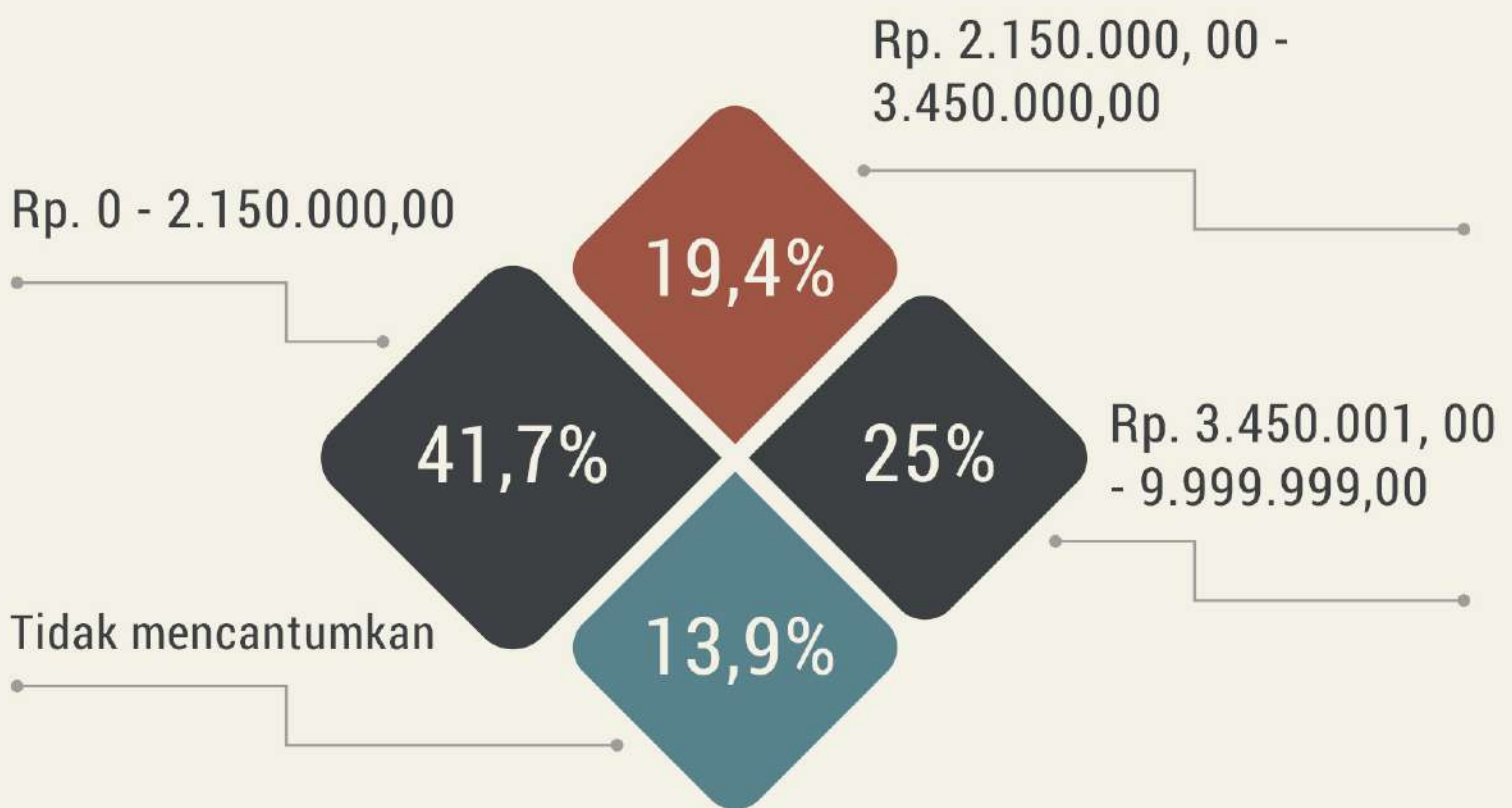 Rp. 2.150.000, 00 -
3.450.000,00
Rp. 0 - 2.150.000,00
19,4%
41,7%
25%
Rp. 3.450.001, 00
- 9.999.999,00
Tidak mencantumkan
13,9%